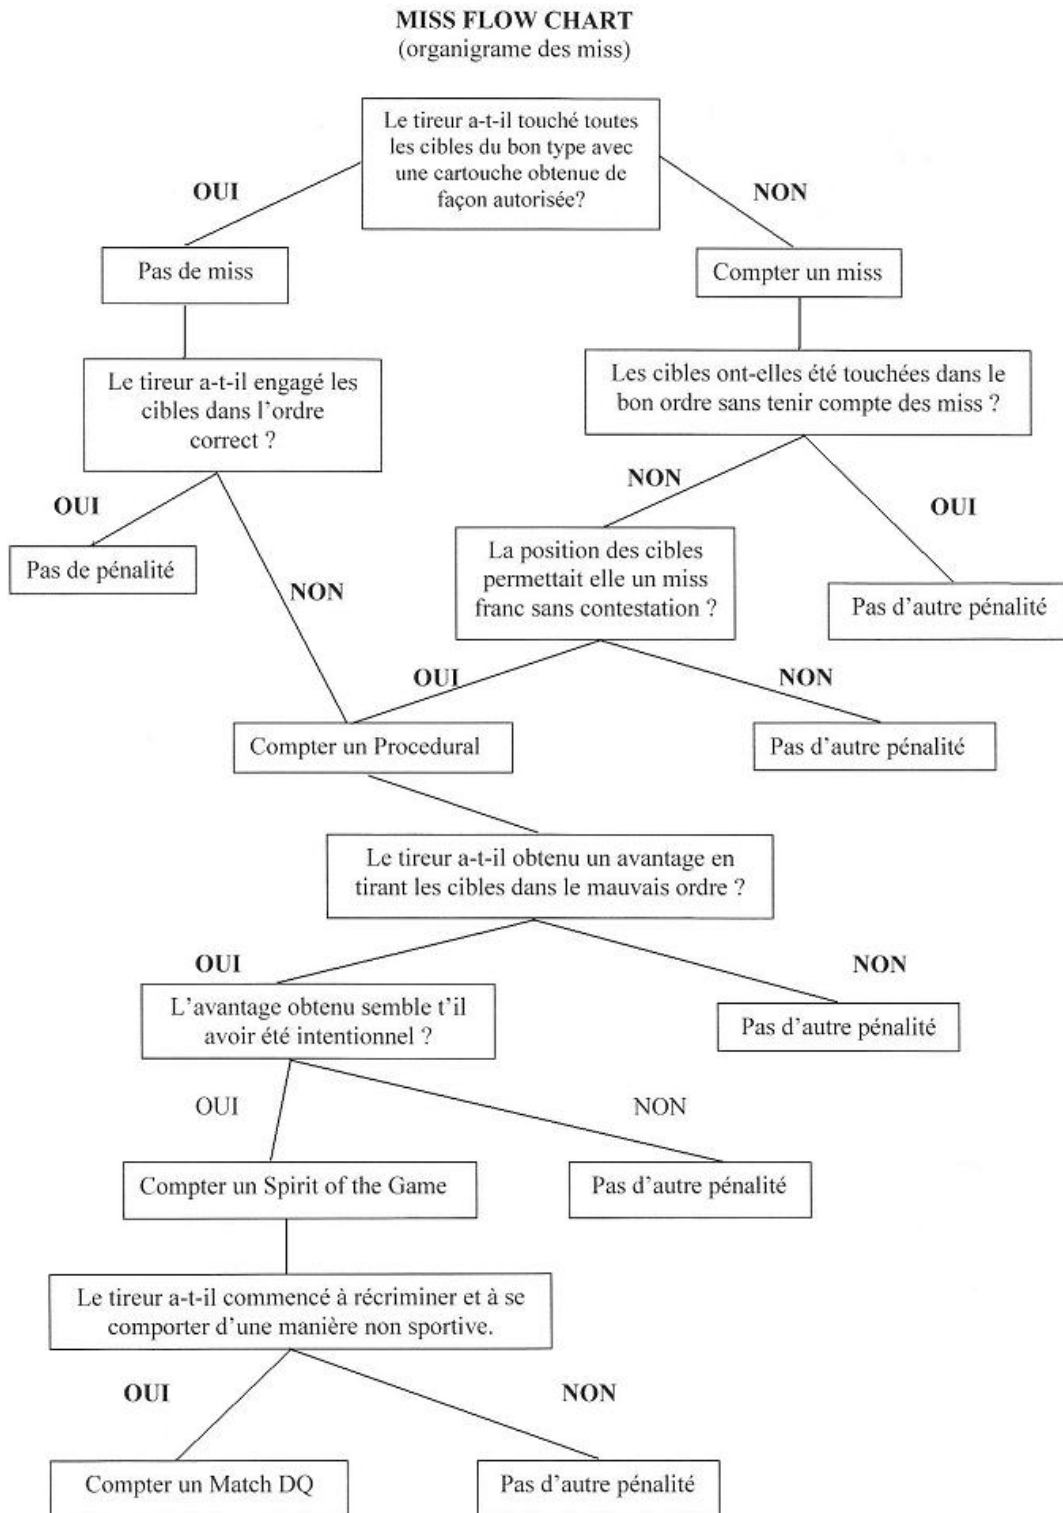 MISS FLOW CHART
(organigrame des miss)
Le tireur a-t-il touché toutes
les cibles du bon type avec
une cartouche obtenue de
façon autorisée?
OUI
NON
Pas de miss
Compter un miss
Le tireur a-t-il engagé les
cibles dans l'ordre
correct ?
Les cibles ont-elles été touchées dans le
bon ordre sans tenir compte des miss ?
OUI
NON
NON
OUI
Pas de pénalité
La position des cibles
permettait elle un miss
franc sans contestation ?
Pas d'autre pénalité
OUI
NON
Compter un Procedural
Pas d'autre pénalité
Le tireur a-t-il obtenu un avantage en
tirant les cibles dans le mauvais ordre ?
OUI
NON
L'avantage obtenu semble t'il
avoir été intentionnel ?
Pas d'autre pénalité
OUI
NON
Compter un Spirit of the Game
Pas d'autre pénalité
Le tireur a-t-il commencé à récriminer et à se
comporter d'une manière non sportive.
OUI
NON
Compter un Match DQ
Pas d'autre pénalité